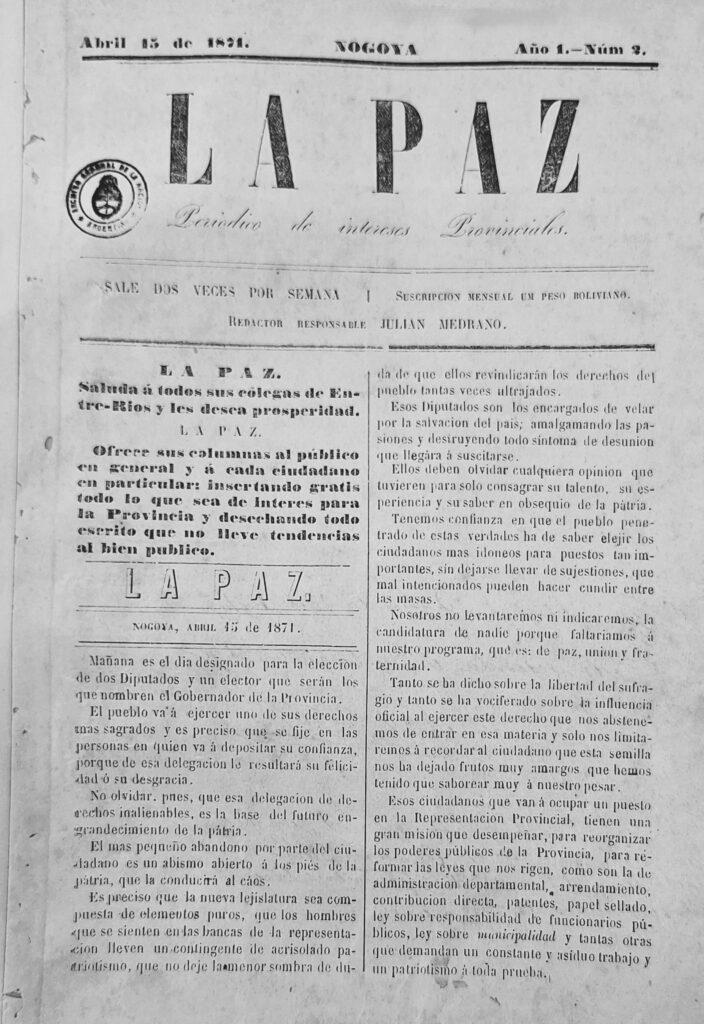 Abril 15 de 1871. NOGOYA Año 1.—Núm 2.
LA PAZ
Periodico de intereses Provinciales.
SALE DOS VECES POR SEMANA | SUSCRIPCION MENSUAL UM PESO BOLIVIANO.
REDACTOR RESPONSABLE JULIAN MEDRANO.
LA PAZ.
Saluda á todos sus colegas de En-
tre-Rios y les desea prosperidad.
LA PAZ.
Ofrece sus columnas al público
en general y á cada ciudadano
en particular: insertando gratis
todo lo que sea de interes para
la Provincia y desechando todo
escrito que no lleve tendencias
al bien publico.
LA PAZ.
NOGOYA, ABRIL 15 de 1871.
Mañana es el dia designado para la eleccion
de dos Diputados y un elector que serán los
que nombren el Gobernador de la Provincia.
El pueblo va á ejercer uno de sus derechos
mas sagrados y es preciso que se fije en las
personas en quien va á depositar su confianza,
porque de esa delegacion le resultará su felici-
dad ó su desgracia.
No olvidar, pues, que esa delegacion de de-
rechos inalienables, es la base del futuro en-
grandecimiento de la pátria.
El mas pequeño abandono por parte del ciu-
dadano es un abismo abierto á los piés de la
pátria, que la conducirá al cáos.
Es preciso que la nueva lejislatura sea com-
puesta de elementos puros, que los hombres
que se sienten en las bancas de la representa-
cion lleven un contingente de acrisolado pa-
triotismo, que no deje la menor sombra de du-
da de que ellos revindicarán los derechos del
pueblo tantas veces ultrajados.
Esos Diputados son los encargados de velar
por la salvacion del pais; amalgamando las pa-
siones y destruyendo todo síntoma de desunion
que llegára á suscitarse.
Ellos deben olvidar cualquiera opinion que
tuvieren para solo consagrar su talento, su es-
periencia y su saber en obsequio de la pátria.
Tenemos confianza en que el pueblo pene-
trado de estas verdades ha de saber elejir los
ciudadanos mas idoneos para puestos tan im-
portantes, sin dejarse llevar de sujestiones, que
mal intencionados pueden hacer cundir entre
las masas.
Nosotros no levantaremos ni indicaremos, la
candidatura de nadie porque faltariamos á
nuestro programa, que es: de paz, union y fra-
ternidad.
Tanto se ha dicho sobre la libertad del sufra-
gio y tanto se ha vociferado sobre la influencia
oficial al ejercer este derecho que nos abstene-
mos de entrar en esa materia y solo nos limita-
remos á recordar al ciudadano que esta semilla
nos ha dejado frutos muy amargos que hemos
tenido que saborear muy á nuestro pesar.
Esos ciudadanos que van á ocupar un puesto
en la Representacion Provincial, tienen una
gran mision que desempeñar, para reorganizar
los poderes públicos de la Provincia, para re-
formar las leyes que nos rigen, como son la de
administracion departamental, arrendamiento,
contribucion directa, patentes, papel sellado,
ley sobre responsabilidad de funcionarios pú-
blicos, ley sobre municipalidad y tantas otras
que demandan un constante y asíduo trabajo y
un patriotismo á toda prueba.